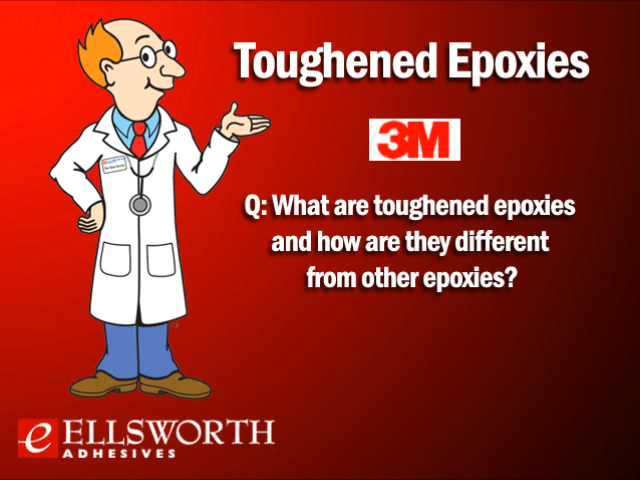 Toughened Epoxies
3M
Q: What are toughened epoxies
and how are they different
from other epoxies?
e ELLSWORTH
ADHESIVES